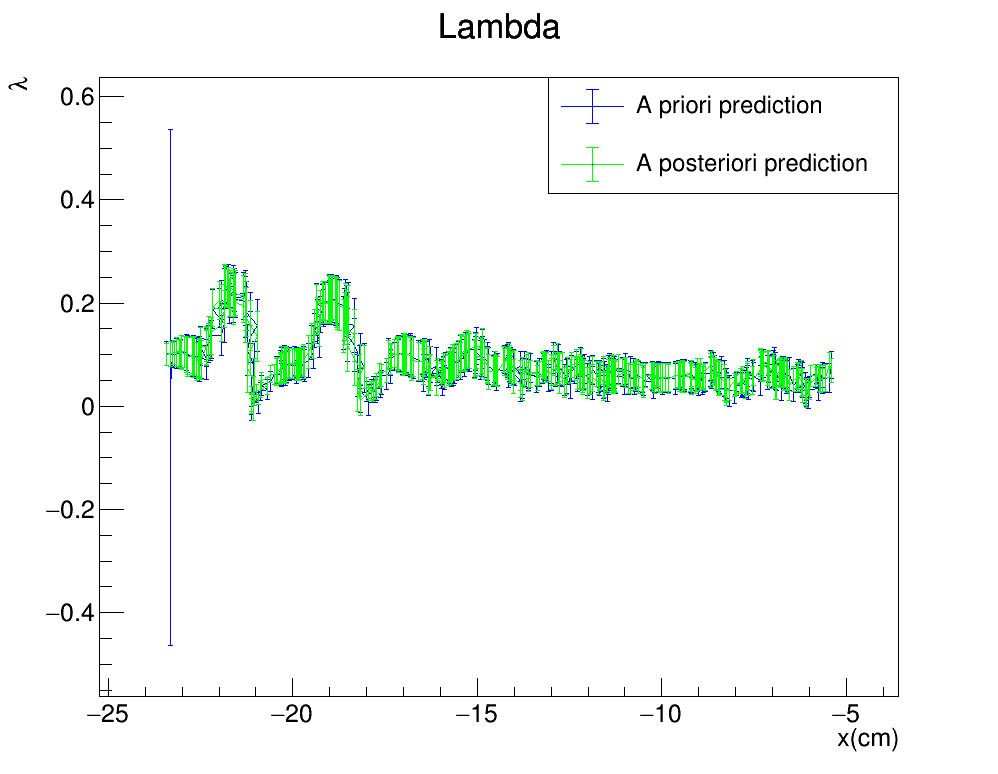 Lambda
λ
A priori prediction
A posteriori prediction
0.6
0.4
0.2
0
−0.2
−0.4
−25 −20 −15 −10 −5
x(cm)